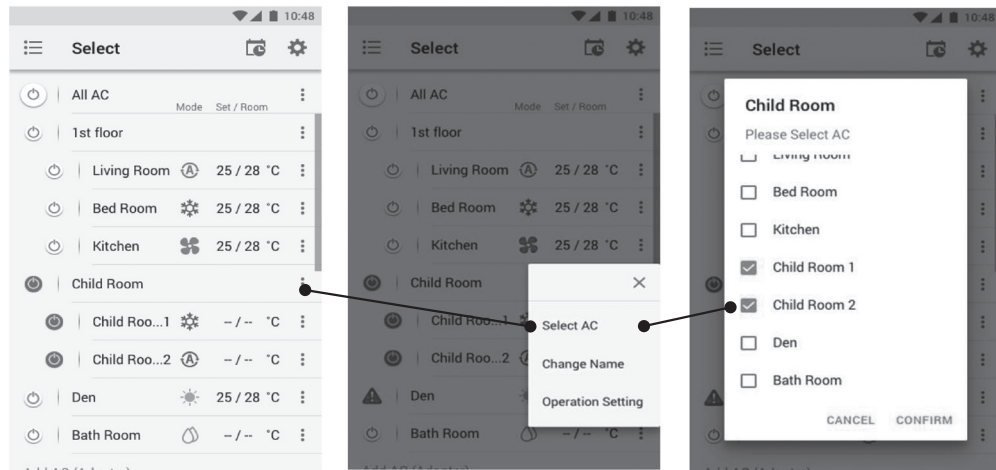 10:48
Select
All AC
Mode Set / Room
1st floor
Living Room A 25 / 28 °C
Bed Room 25 / 28 °C
Kitchen 25 / 28 °C
Child Room
Child Roo...1 -- / -- °C
Child Roo...2 A -- / -- °C
Den 25 / 28 °C
Bath Room -- / -- °C
10:48
Select
All AC
Mode Set / Room
1st floor
Living Room A 25 / 28 °C
Bed Room 25 / 28 °C
Kitchen 25 / 28 °C
Child Room
Child Roo...1
Child Roo...2
Den
Bath Room -- / -- °C
Select AC
Change Name
Operation Setting
10:48
Select
Child Room
Please Select AC
Living Room
Bed Room
Kitchen
Child Room 1
Child Room 2
Den
Bath Room
CANCEL CONFIRM